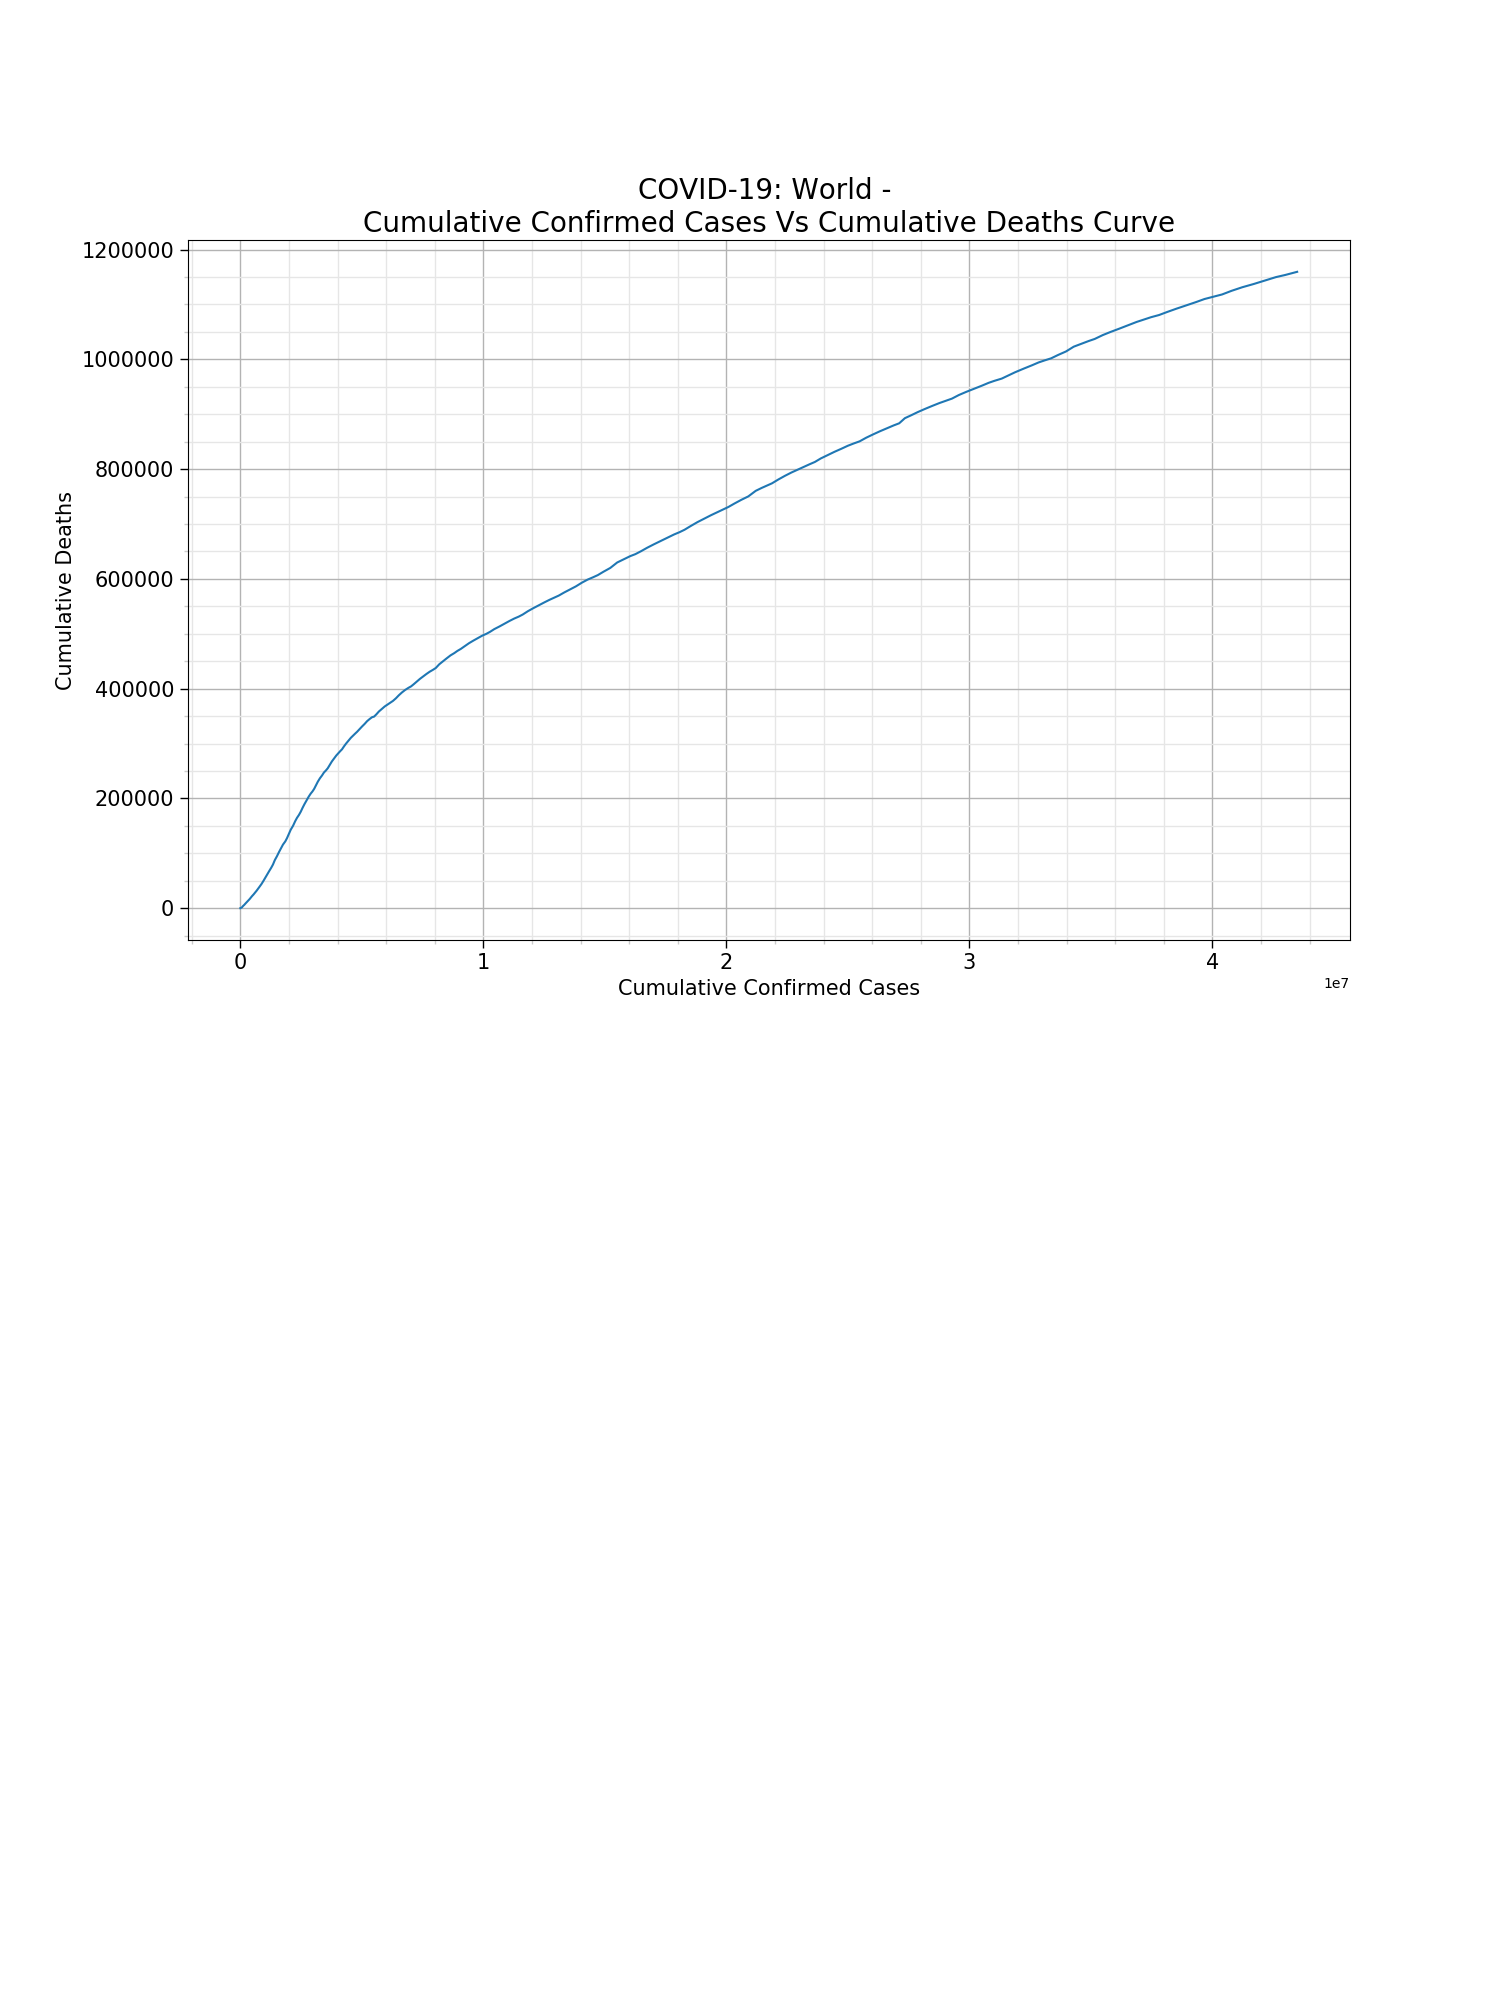 COVID-19: World -
Cumulative Confirmed Cases Vs Cumulative Deaths Curve
1200000
1000000
800000
600000
400000
200000
0
Cumulative Deaths
0 1 2 3 4
1e7
Cumulative Confirmed Cases